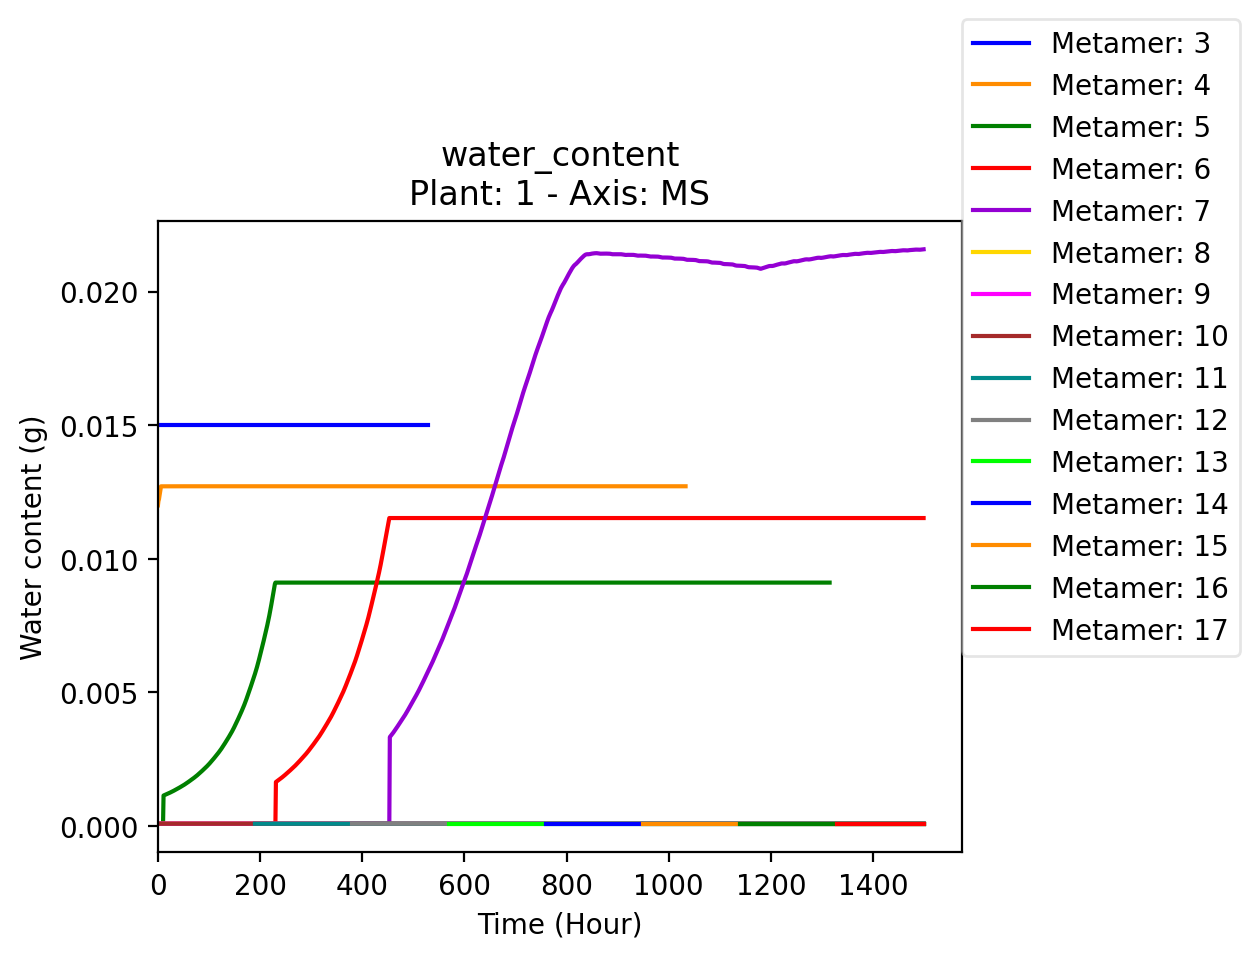 water_content
Plant: 1 - Axis: MS
Water content (g)
0.020
0.015
0.010
0.005
0.000
0 200 400 600 800 1000 1200 1400
Time (Hour)
Metamer: 3
Metamer: 4
Metamer: 5
Metamer: 6
Metamer: 7
Metamer: 8
Metamer: 9
Metamer: 10
Metamer: 11
Metamer: 12
Metamer: 13
Metamer: 14
Metamer: 15
Metamer: 16
Metamer: 17